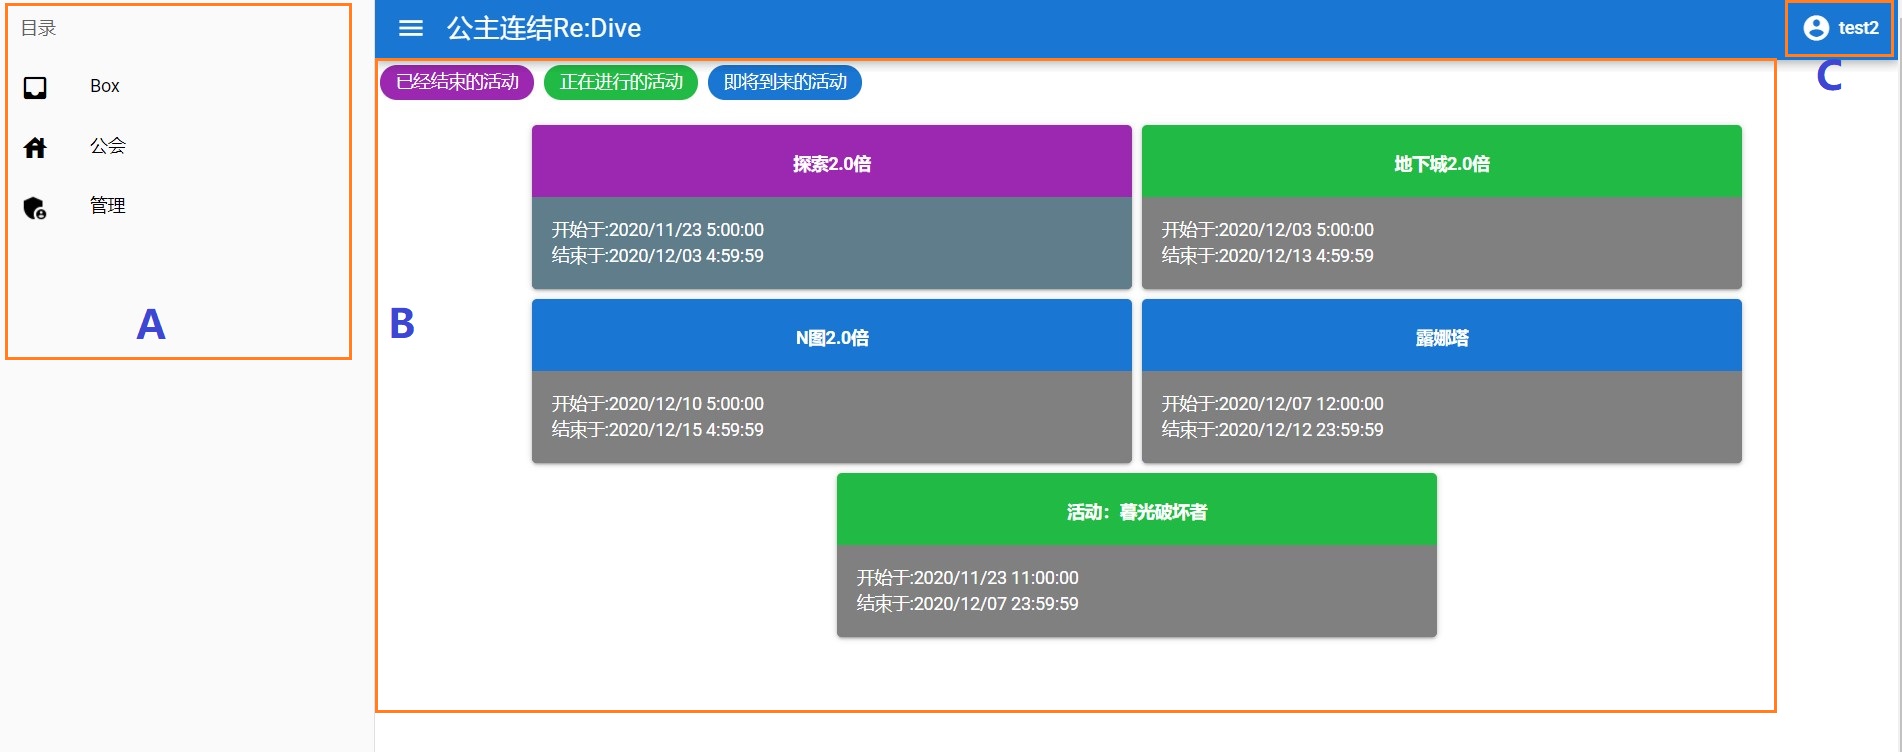 目录
Box
公会
管理
A
公主连结Re:Dive
test2
C
已经结束的活动
正在进行的活动
即将到来的活动
B
探索2.0倍
开始于:2020/11/23 5:00:00
结束于:2020/12/03 4:59:59
地下城2.0倍
开始于:2020/12/03 5:00:00
结束于:2020/12/13 4:59:59
N图2.0倍
开始于:2020/12/10 5:00:00
结束于:2020/12/15 4:59:59
露娜塔
开始于:2020/12/07 12:00:00
结束于:2020/12/12 23:59:59
活动：暮光破坏者
开始于:2020/11/23 11:00:00
结束于:2020/12/07 23:59:59